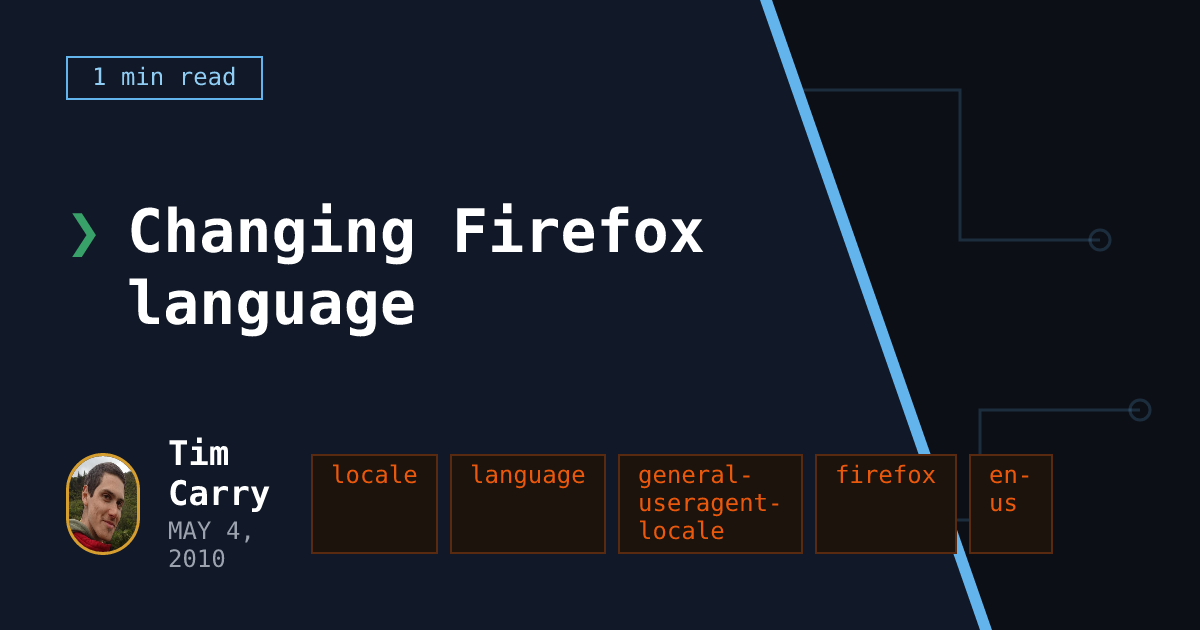 1 min read
❯ Changing Firefox
language
Tim
Carry
MAY 4,
2010
locale
language
general-
useragent-
locale
firefox
en-
us